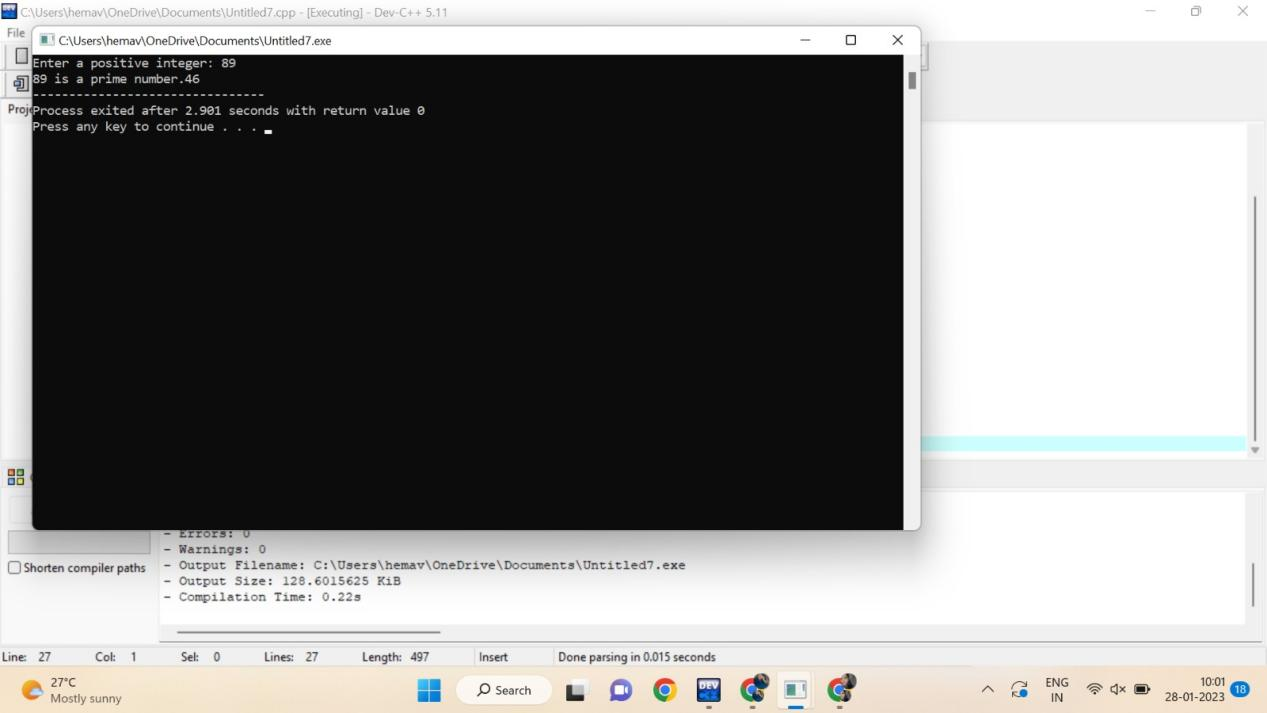 C:\Users\hemav\OneDrive\Documents\Untitled7.cpp - [Executing] - Dev-C++ 5.11
File
C:\Users\hemav\OneDrive\Documents\Untitled7.exe
Enter a positive integer: 89
89 is a prime number.46
--------------------------------
Process exited after 2.901 seconds with return value 0
Press any key to continue . . .
Proje
- Errors: 0
- Warnings: 0
- Output Filename: C:\Users\hemav\OneDrive\Documents\Untitled7.exe
- Output Size: 128.6015625 KiB
- Compilation Time: 0.22s
Shorten compiler paths
Line: 27 Col: 1 Sel: 0 Lines: 27 Length: 497 Insert Done parsing in 0.015 seconds
27°C
Mostly sunny
Search
DEV
C++
ENG
IN
10:01
28-01-2023
18